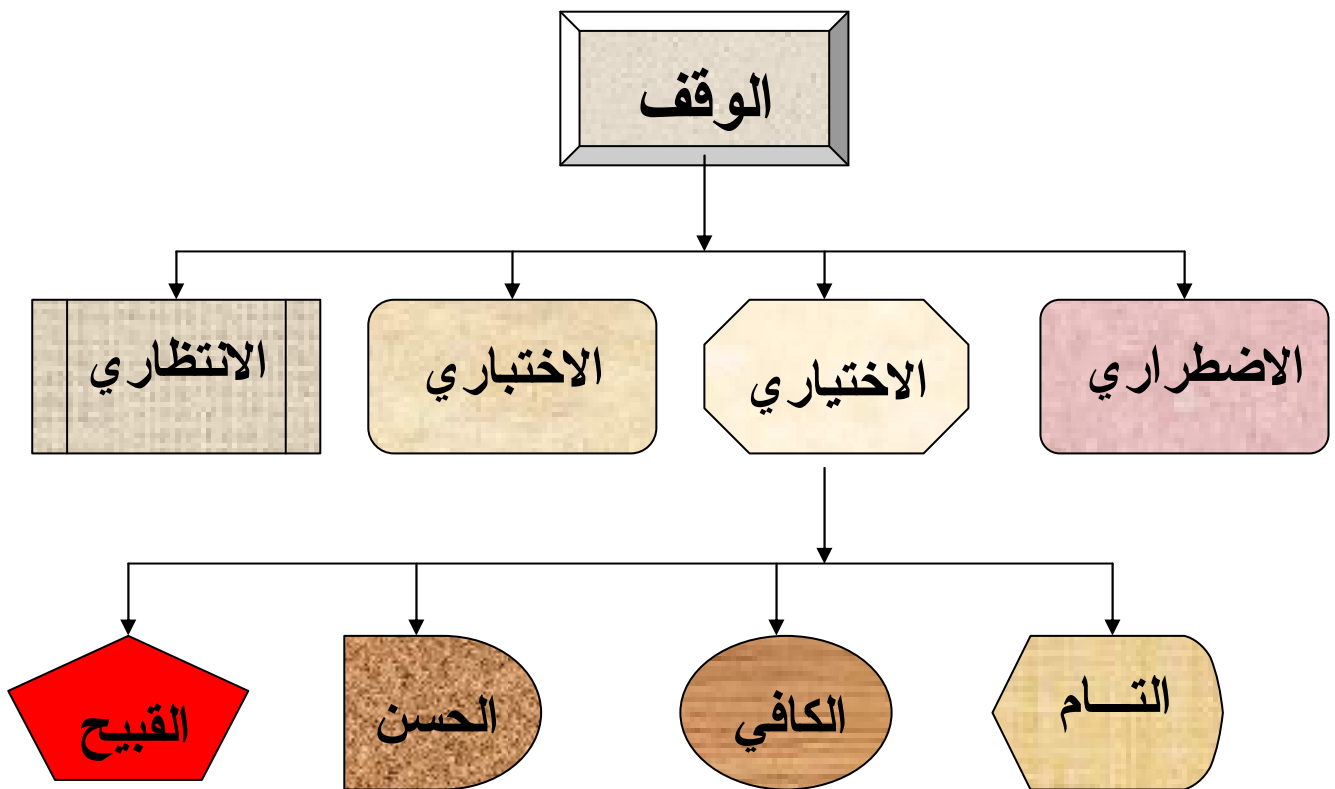 الوقف
الاضطراري
الاختياري
الاختباري
الانتظاري
التـــام
الكافي
الحسن
القبيح